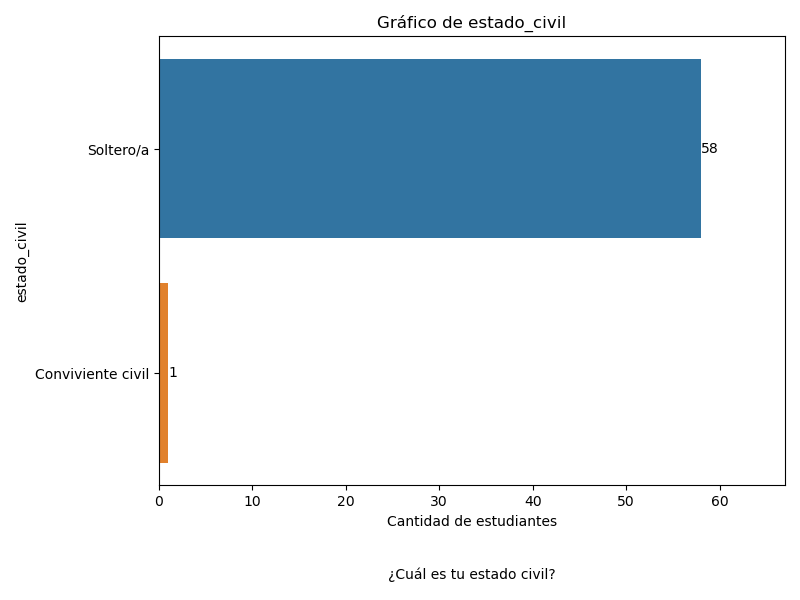 Gráfico de estado_civil
estado_civil
Soltero/a
58
Conviviente civil
1
0 10 20 30 40 50 60
Cantidad de estudiantes
¿Cuál es tu estado civil?